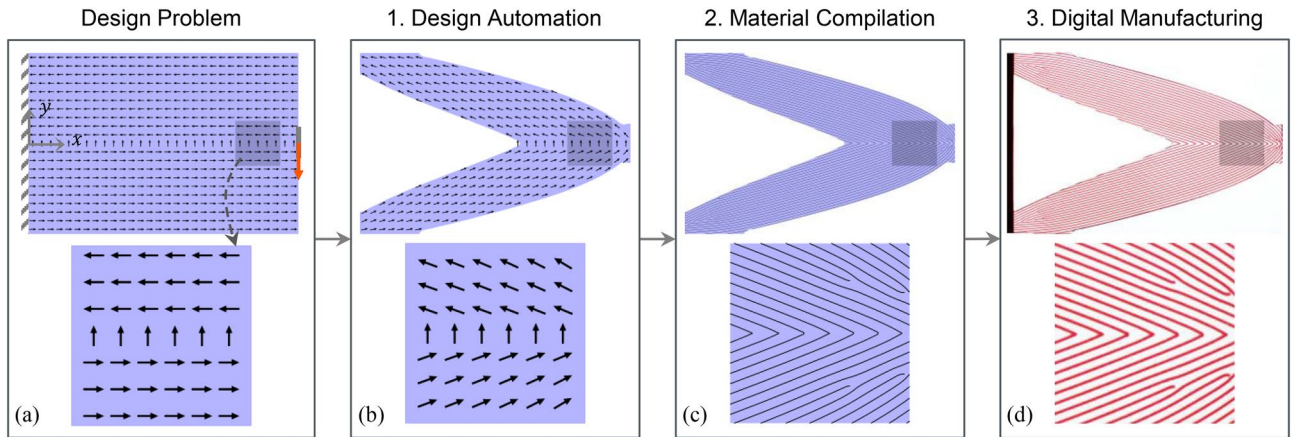 Design Problem
1. Design Automation
2. Material Compilation
3. Digital Manufacturing
y
x
(a)
(b)
(c)
(d)